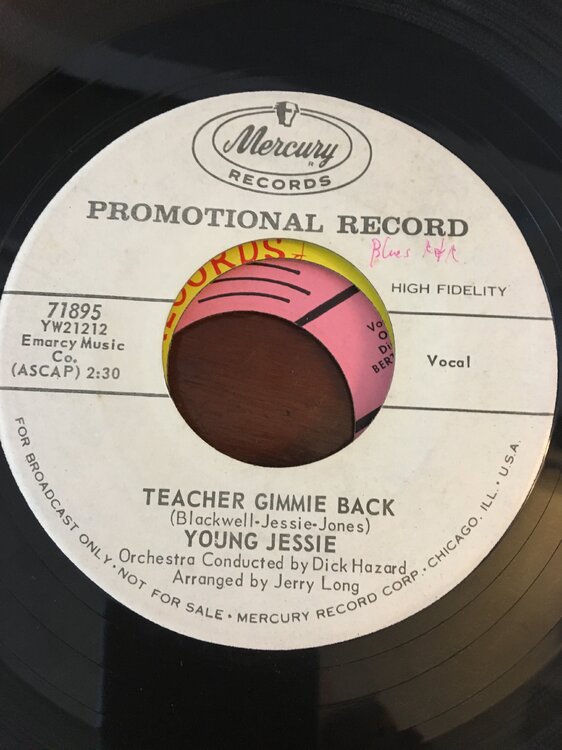 Mercury
R
RECORDS
PROMOTIONAL RECORD
Blues R&R
HIGH FIDELITY
71895
YW21212
Emarcy Music
Co.
(ASCAP) 2:30
Vocal
CORDS
BER
TEACHER GIMMIE BACK
(Blackwell-Jessie-Jones)
YOUNG JESSIE
Orchestra Conducted by Dick Hazard
Arranged by Jerry Long
FOR BROADCAST ONLY • NOT FOR SALE • MERCURY RECORD CORP. • CHICAGO, ILL. • U.S.A.